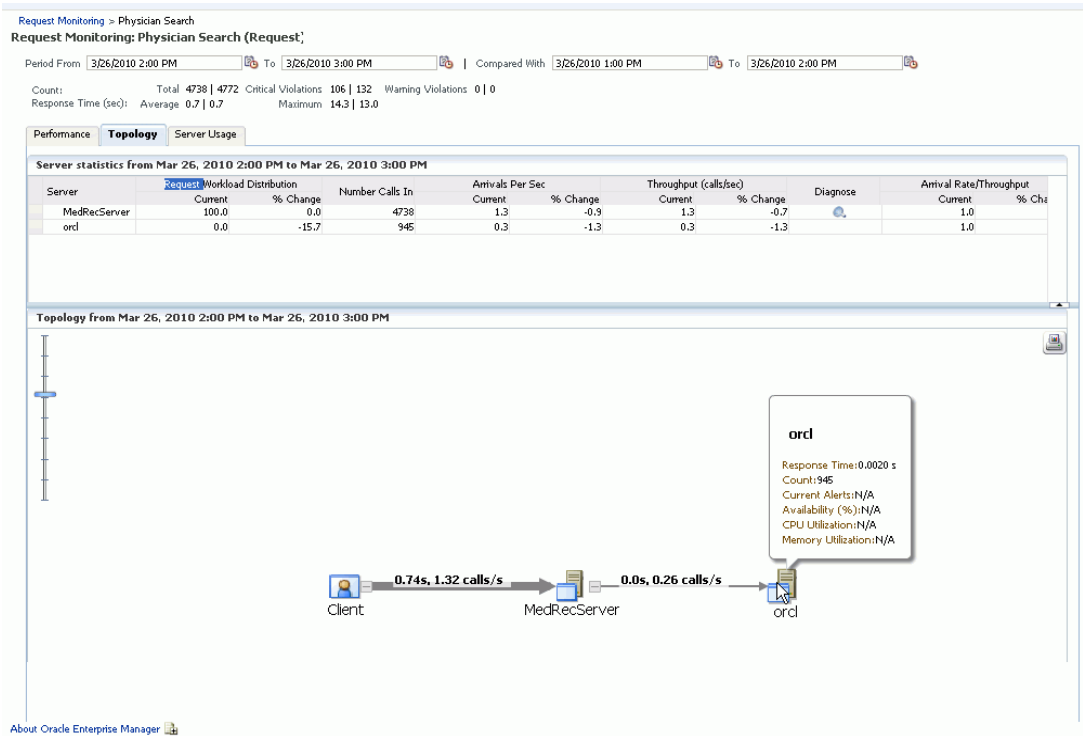 Request Monitoring > Physician Search
Request Monitoring: Physician Search (Request)
Period From 3/26/2010 2:00 PM To 3/26/2010 3:00 PM | Compared With 3/26/2010 1:00 PM To 3/26/2010 2:00 PM
Count: Total 4738 | 4772 Critical Violations 106 | 132 Warning Violations 0 | 0
Response Time (sec): Average 0.7 | 0.7 Maximum 14.3 | 13.0
Performance Topology Server Usage
Server statistics from Mar 26, 2010 2:00 PM to Mar 26, 2010 3:00 PM
Server Request Workload Distribution Number Calls In Arrivals Per Sec Throughput (calls/sec) Diagnose Arrival Rate/Throughput
Current % Change Current % Change Current % Change Current % Cha
MedRecServer 100.0 0.0 4738 1.3 -0.9 1.3 -0.7 1.0
orcl 0.0 -15.7 945 0.3 -1.3 0.3 -1.3 1.0
Topology from Mar 26, 2010 2:00 PM to Mar 26, 2010 3:00 PM
orcl
Response Time:0.0020 s
Count:945
Current Alerts:N/A
Availability (%):N/A
CPU Utilization:N/A
Memory Utilization:N/A
0.74s, 1.32 calls/s 0.0s, 0.26 calls/s
Client MedRecServer orcl
About Oracle Enterprise Manager